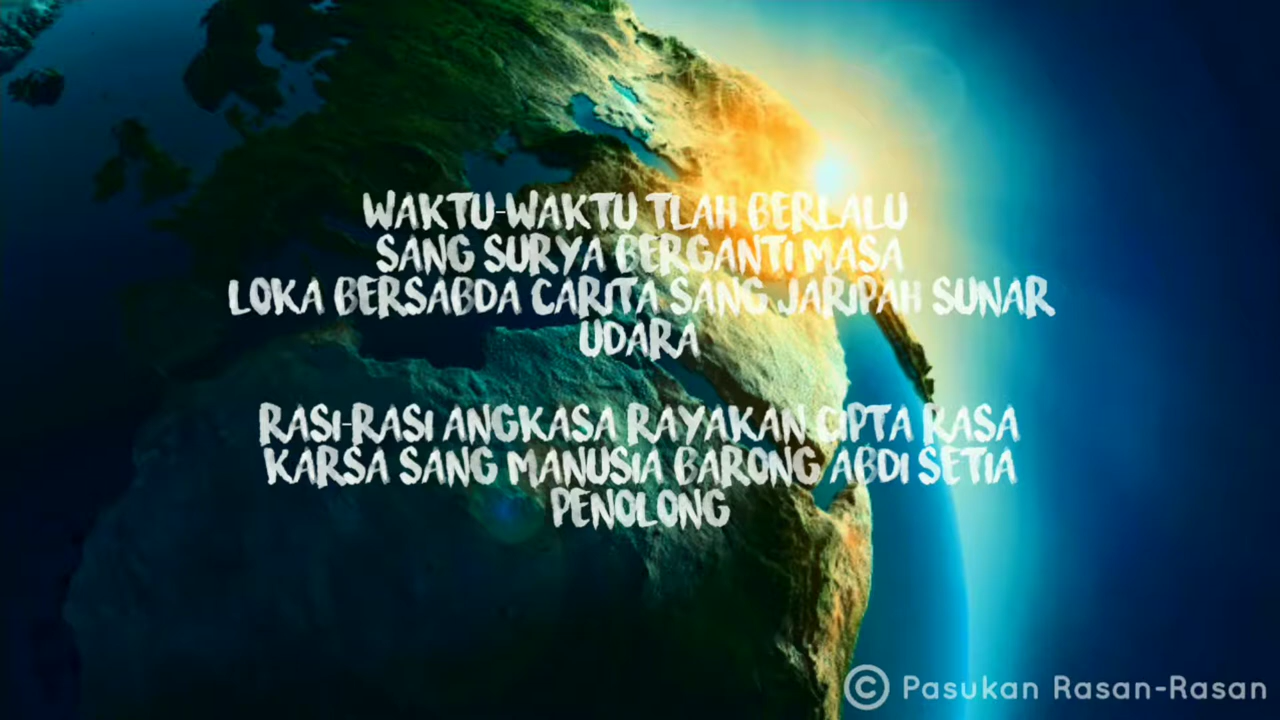 WAKTU-WAKTU TLAH BERLALU
SANG SURYA BERGANTI MASA
LOKA BERSABDA CARITA SANG JARIPAH SUNAR
UDARA
RASI-RASI ANGKASA RAYAKAN CIPTA RASA
KARSA SANG MANUSIA BARONG ABDI SETIA
PENOLONG
© Pasukan Rasan-Rasan